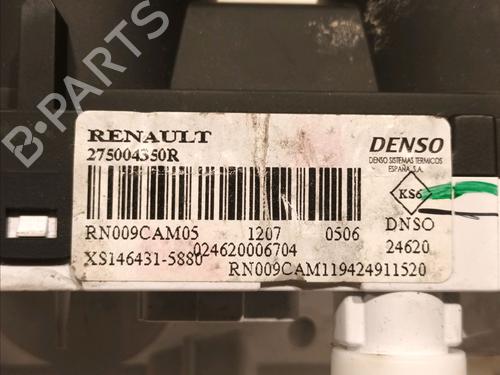 RENAULT
275004350R
DENSO
DENSO SISTEMAS TERMICOS
ESPAÑA, S.A.
KS6
RN009CAM05 1207 0506 DNSO
XS146431-5880 024620006704 24620
RN009CAM119424911520
B-PARTS